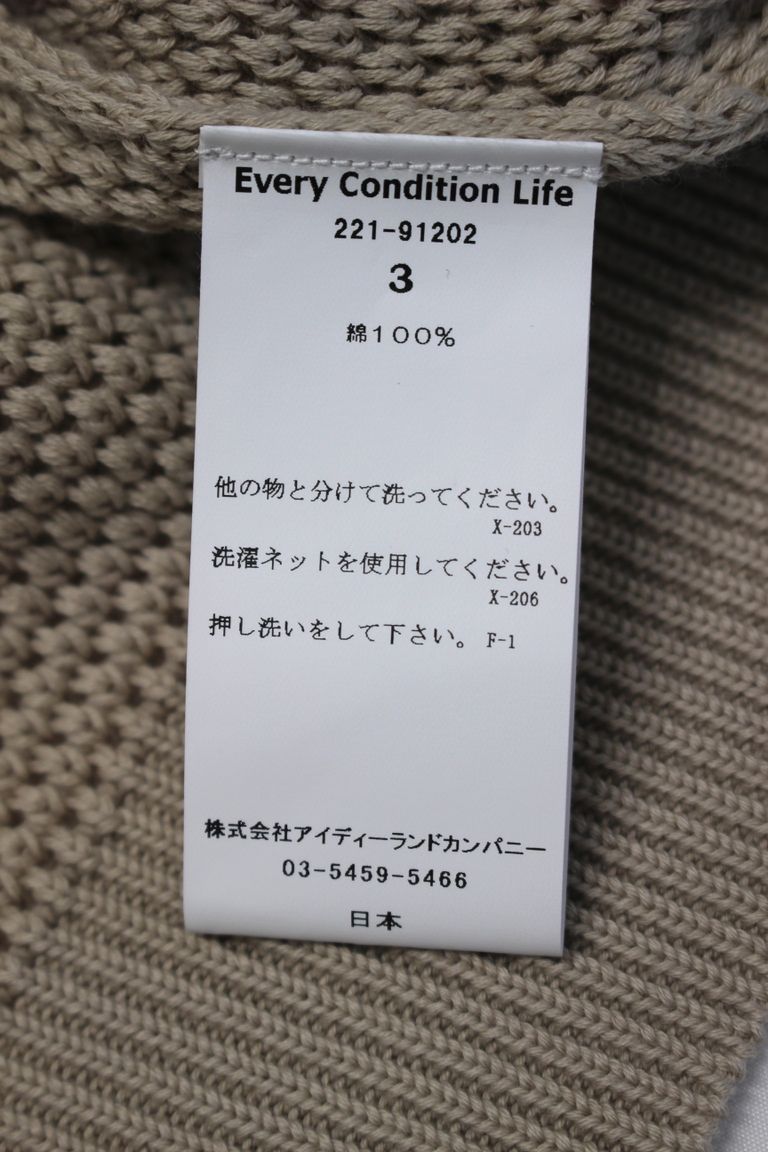 Every Condition Life
221-91202
3
綿100%
他の物と分けて洗ってください。
X-203
洗濯ネットを使用してください。
X-206
押し洗いをして下さい。 F-1
株式会社アイディーランドカンパニー
03-5459-5466
日本